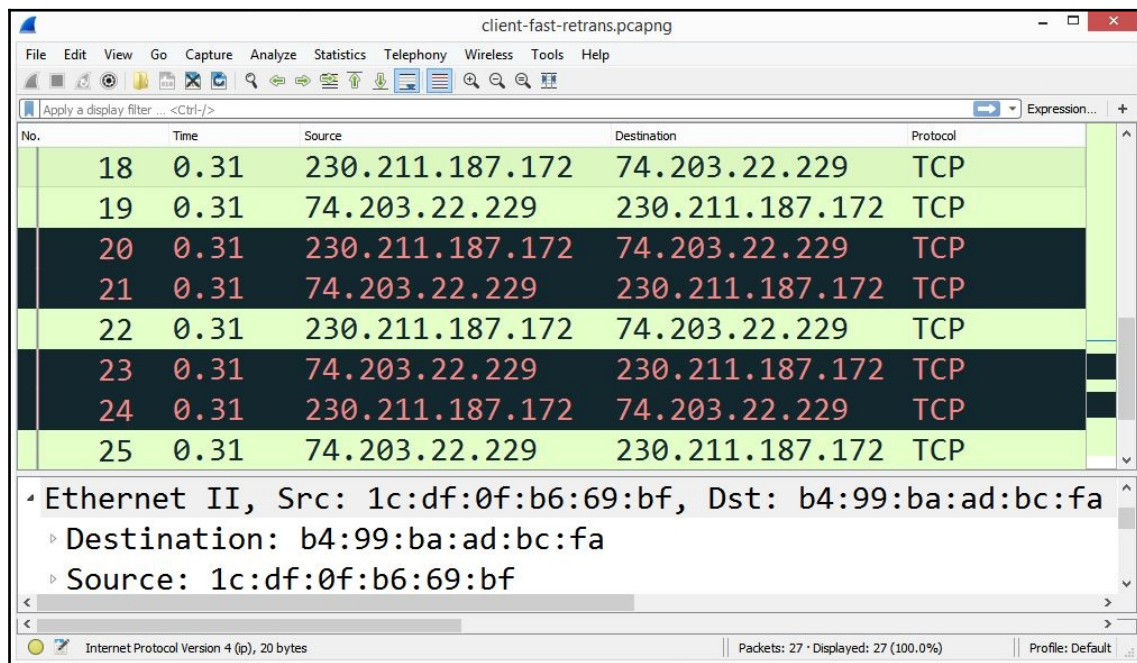 client-fast-retrans.pcapng
File Edit View Go Capture Analyze Statistics Telephony Wireless Tools Help
Apply a display filter ... <Ctrl-/> Expression... +
No. Time Source Destination Protocol
18 0.31 230.211.187.172 74.203.22.229 TCP
19 0.31 74.203.22.229 230.211.187.172 TCP
20 0.31 230.211.187.172 74.203.22.229 TCP
21 0.31 74.203.22.229 230.211.187.172 TCP
22 0.31 230.211.187.172 74.203.22.229 TCP
23 0.31 74.203.22.229 230.211.187.172 TCP
24 0.31 230.211.187.172 74.203.22.229 TCP
25 0.31 74.203.22.229 230.211.187.172 TCP
Ethernet II, Src: 1c:df:0f:b6:69:bf, Dst: b4:99:ba:ad:bc:fa
Destination: b4:99:ba:ad:bc:fa
Source: 1c:df:0f:b6:69:bf
Internet Protocol Version 4 (ip), 20 bytes Packets: 27 · Displayed: 27 (100.0%) Profile: Default